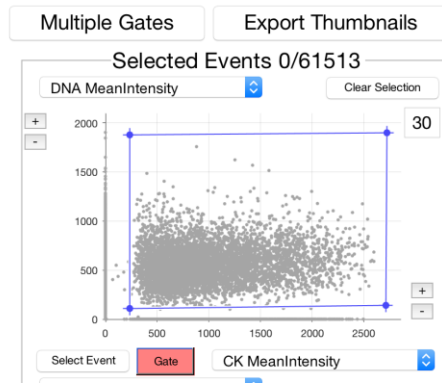 Multiple Gates Export Thumbnails
Selected Events 0/61513
DNA MeanIntensity Clear Selection
+ 2000 30
-
1500
1000
500
+
0 -
0 500 1000 1500 2000 2500
Select Event Gate CK MeanIntensity